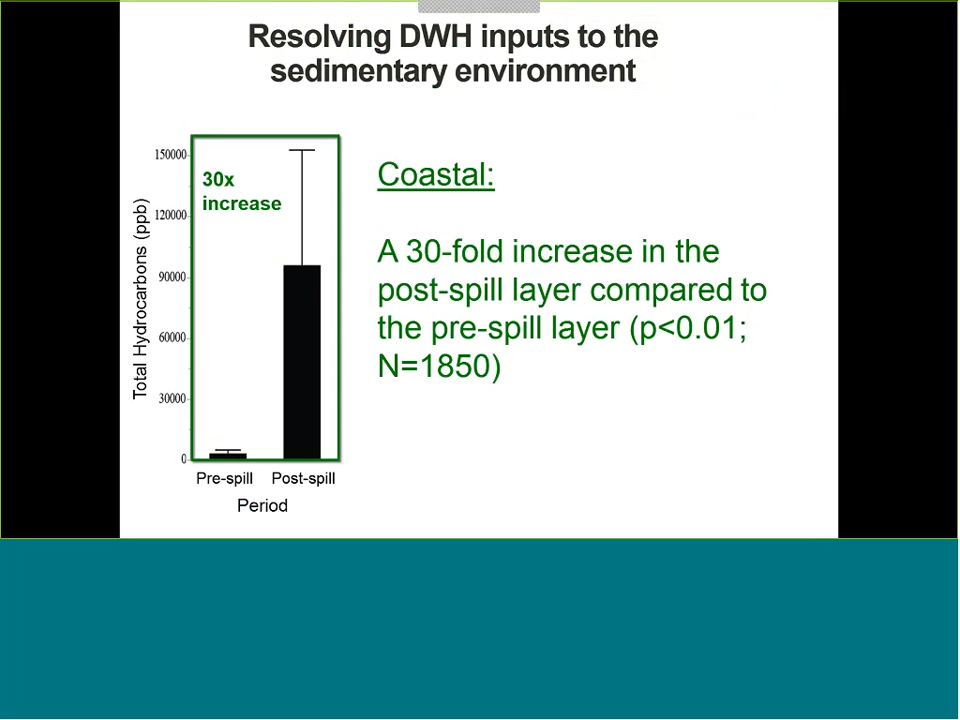 Resolving DWH inputs to the
sedimentary environment
150000
120000
90000
60000
30000
0
Total Hydrocarbons (ppb)
30x
increase
Pre-spill
Post-spill
Period
Coastal:
A 30-fold increase in the
post-spill layer compared to
the pre-spill layer (p<0.01;
N=1850)